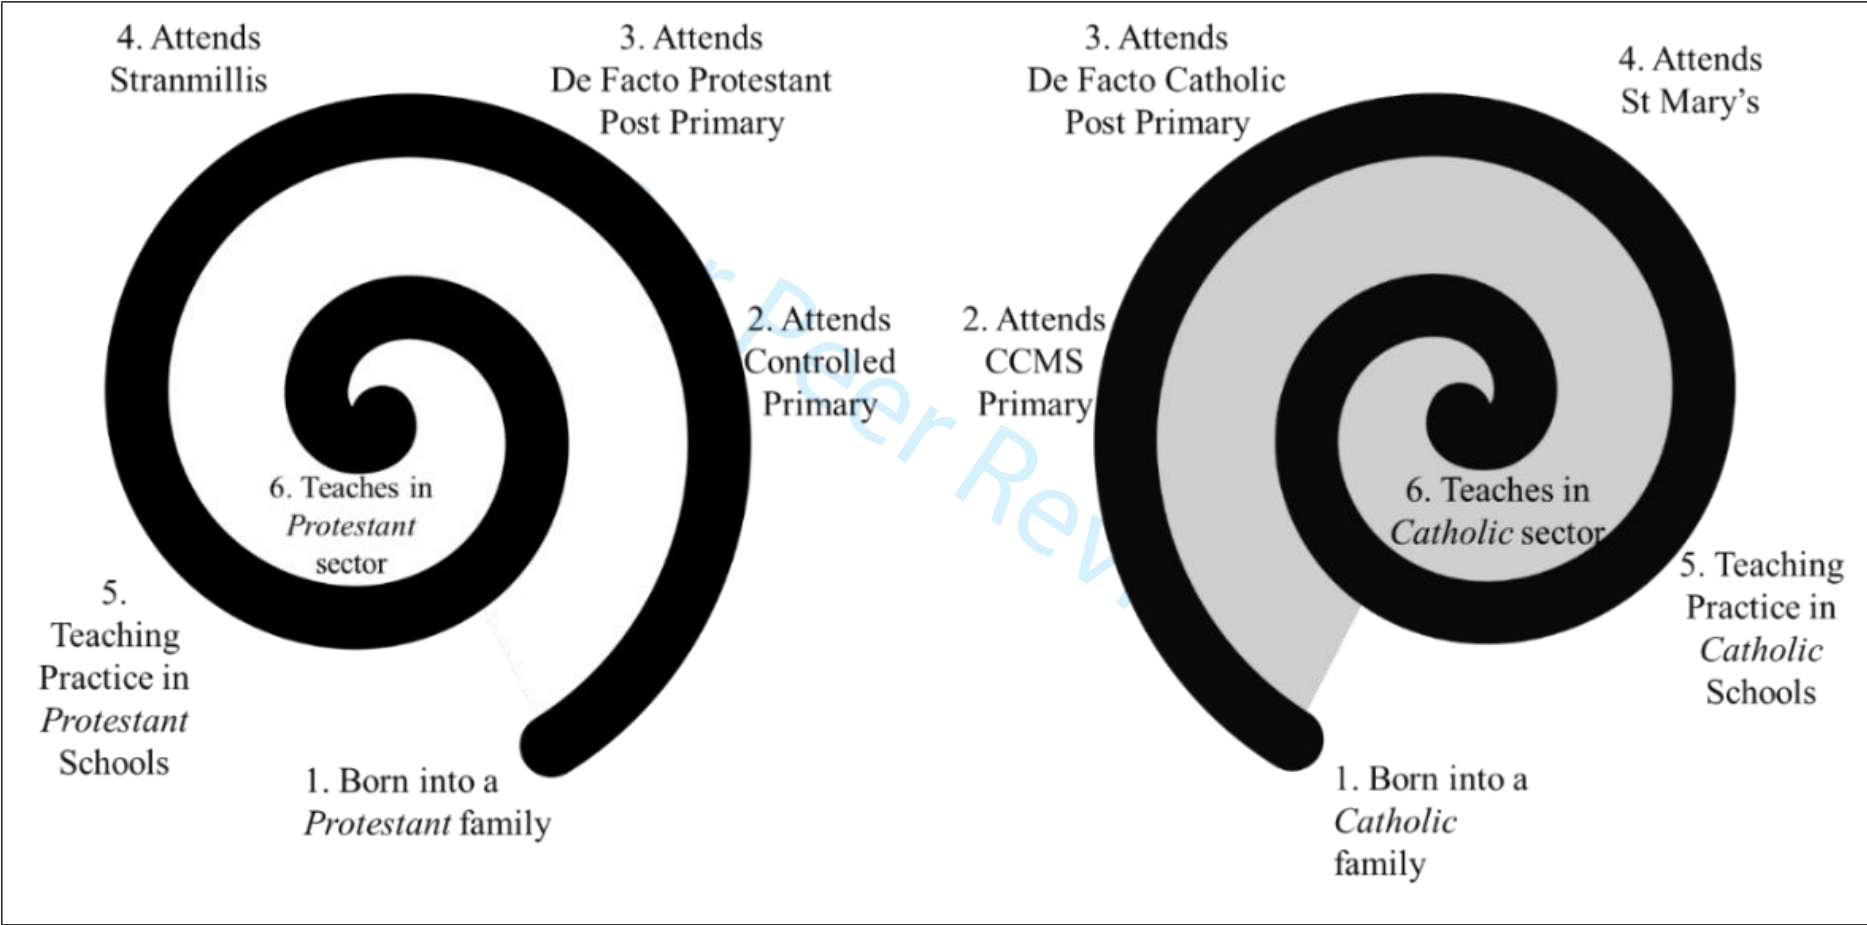 4. Attends
Stranmillis
3. Attends
De Facto Protestant
Post Primary
2. Attends
Controlled
Primary
6. Teaches in
Protestant
sector
5.
Teaching
Practice in
Protestant
Schools
1. Born into a
Protestant family
3. Attends
De Facto Catholic
Post Primary
4. Attends
St Mary’s
2. Attends
CCMS
Primary
6. Teaches in
Catholic sector
5. Teaching
Practice in
Catholic
Schools
1. Born into a
Catholic
family
r Peer Rev